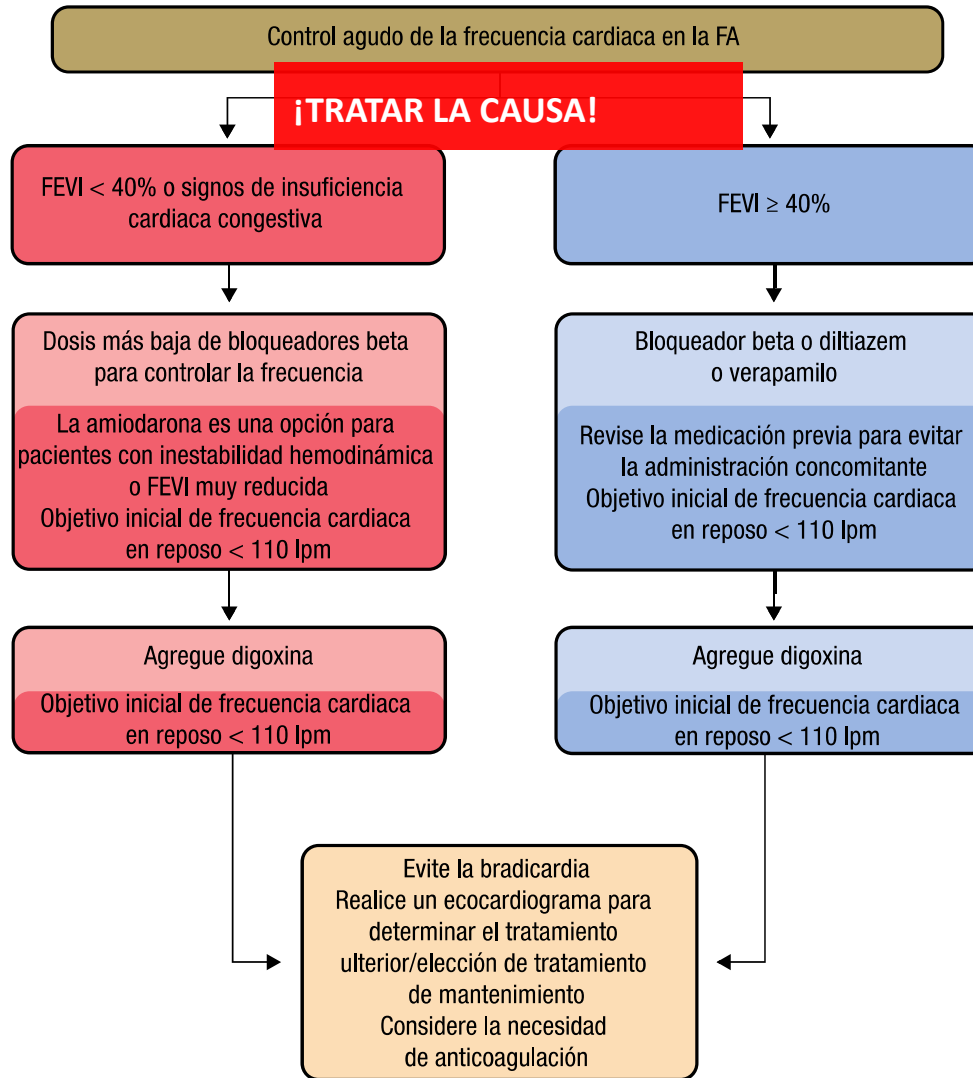 Control agudo de la frecuencia cardiaca en la FA
¡TRATAR LA CAUSA!
FEVI < 40% o signos de insuficiencia
cardiaca congestiva
FEVI ≥ 40%
Dosis más baja de bloqueadores beta
para controlar la frecuencia
La amiodarona es una opción para
pacientes con inestabilidad hemodinámica
o FEVI muy reducida
Objetivo inicial de frecuencia cardiaca
en reposo < 110 lpm
Bloqueador beta o diltiazem
o verapamilo
Revise la medicación previa para evitar
la administración concomitante
Objetivo inicial de frecuencia cardiaca
en reposo < 110 lpm
Agregue digoxina
Objetivo inicial de frecuencia cardiaca
en reposo < 110 lpm
Agregue digoxina
Objetivo inicial de frecuencia cardiaca
en reposo < 110 lpm
Evite la bradicardia
Realice un ecocardiograma para
determinar el tratamiento
ulterior/elección de tratamiento
de mantenimiento
Considere la necesidad
de anticoagulación